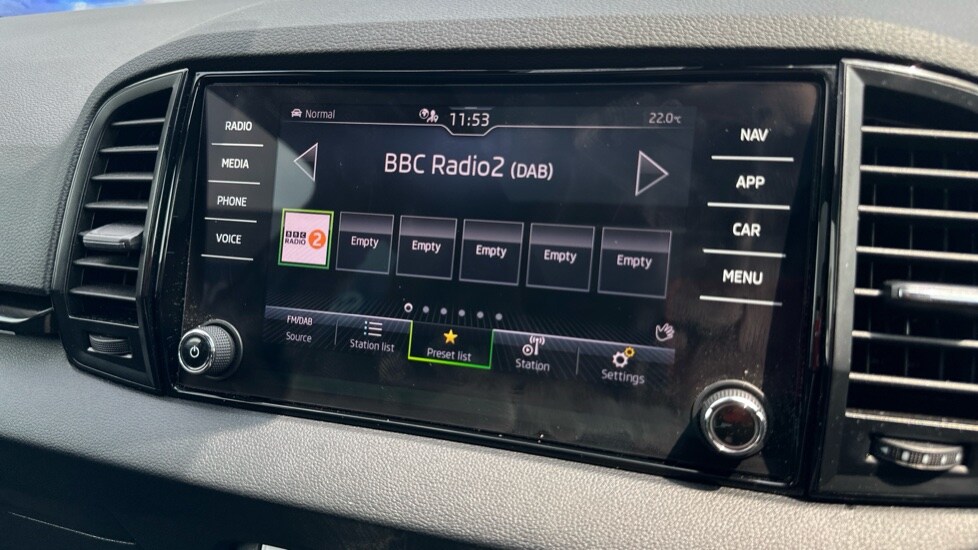 RADIO
MEDIA
PHONE
VOICE
Normal
11:53
22.0°C
BBC Radio2 (DAB)
BBC
RADIO 2
Empty
Empty
Empty
Empty
Empty
FM/DAB
Source
Station list
Preset list
Station
Settings
NAV
APP
CAR
MENU